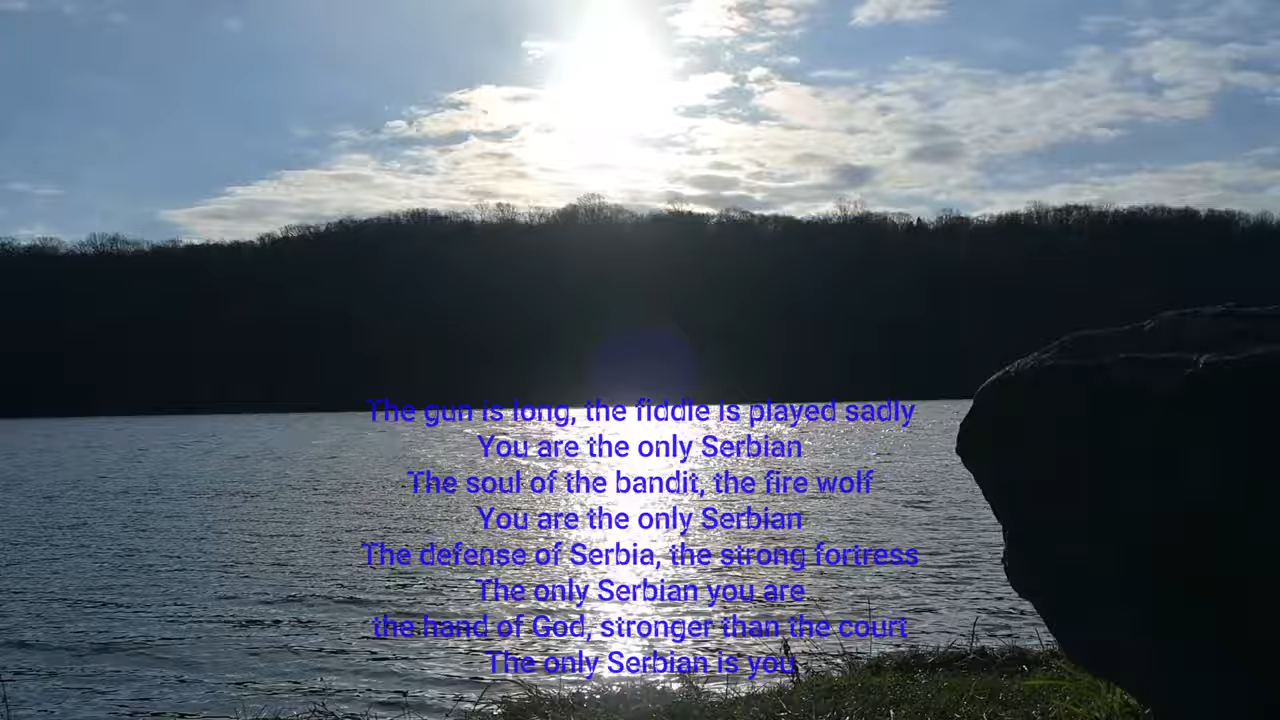 The gun is long, the fiddle is played sadly
You are the only Serbian
The soul of the bandit, the fire wolf
You are the only Serbian
The defense of Serbia, the strong fortress
The only Serbian you are
the hand of God, stronger than the court
The only Serbian is you